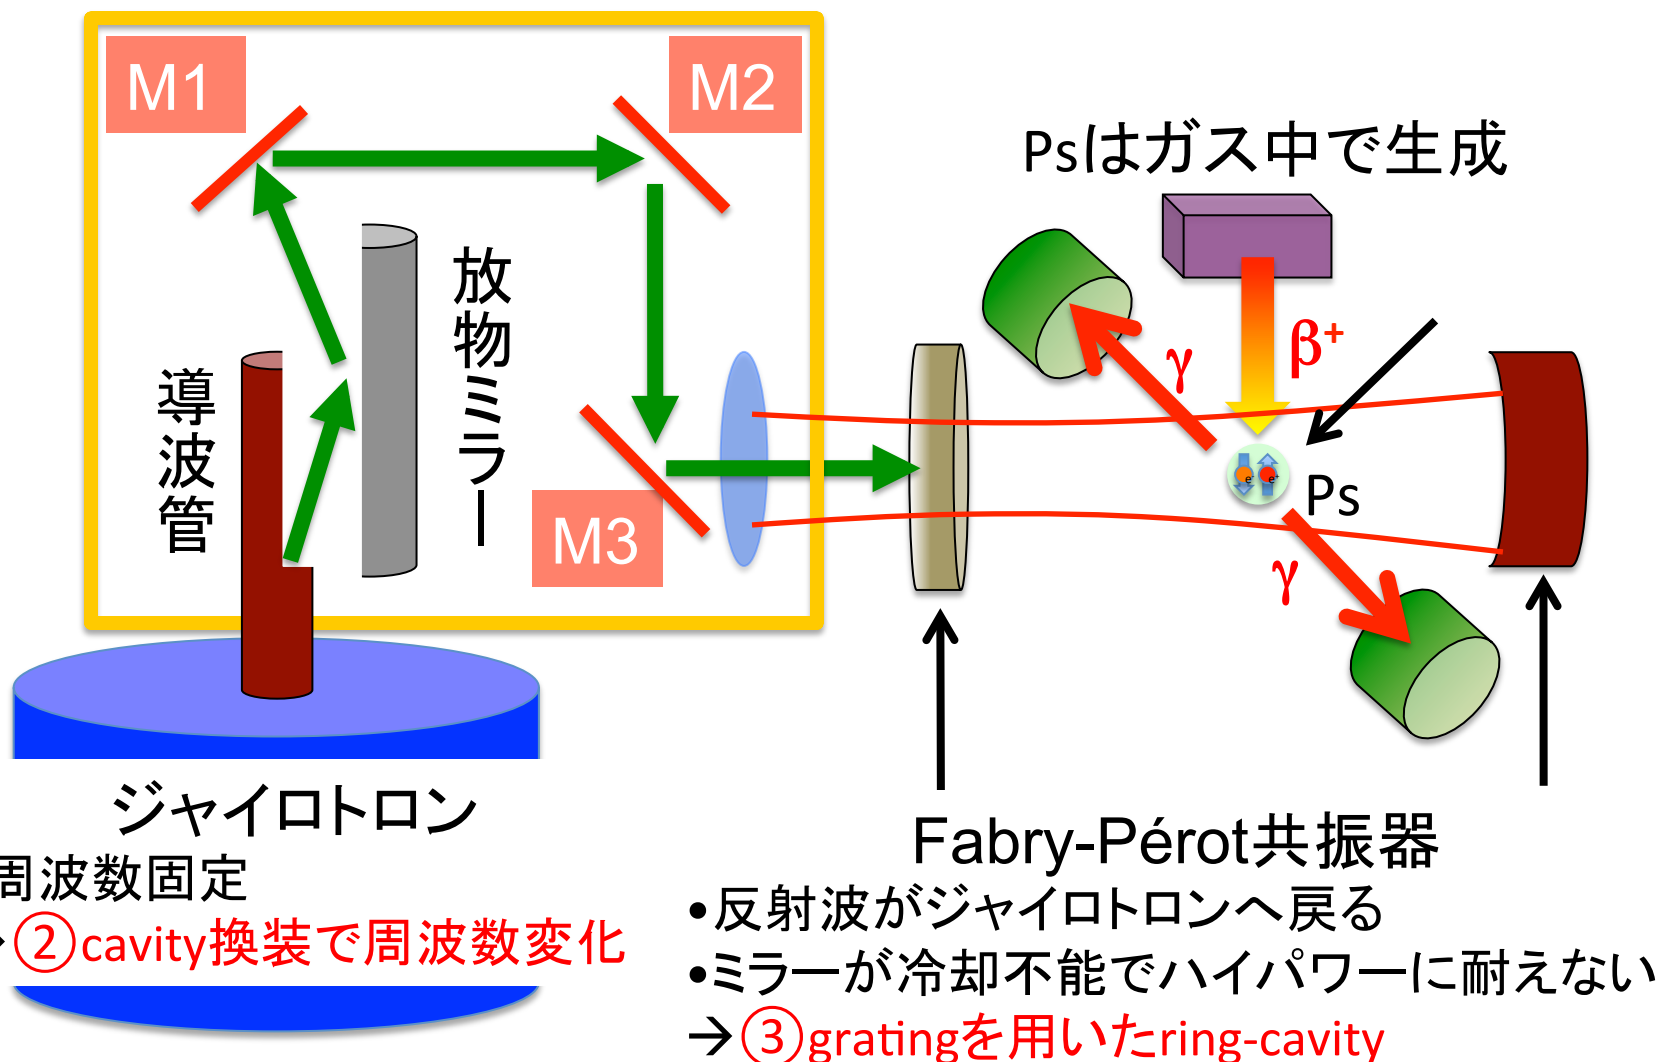 M1
M2
Psはガス中で生成
放物ミラー
導波管
β+
γ
e-
e+
Ps
M3
γ
ジャイロトロン
周波数固定
→②cavity換装で周波数変化
Fabry-Pérot共振器
•反射波がジャイロトロンへ戻る
•ミラーが冷却不能でハイパワーに耐えない
→③gratingを用いたring-cavity